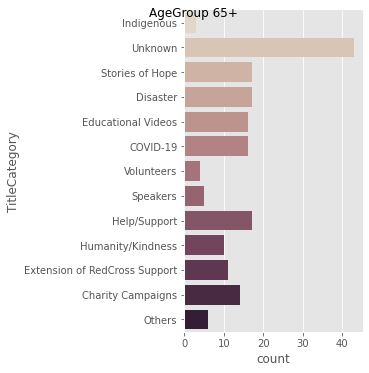 AgeGroup 65+
TitleCategory
Indigenous
Unknown
Stories of Hope
Disaster
Educational Videos
COVID-19
Volunteers
Speakers
Help/Support
Humanity/Kindness
Extension of RedCross Support
Charity Campaigns
Others
0 10 20 30 40
count